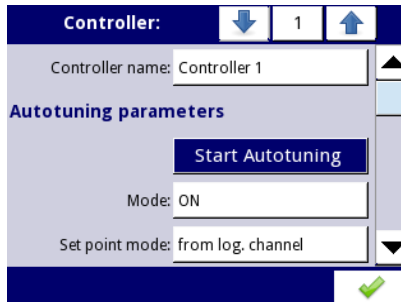 Controller: 1
Controller name: Controller 1
Autotuning parameters
Start Autotuning
Mode: ON
Set point mode: from log. channel